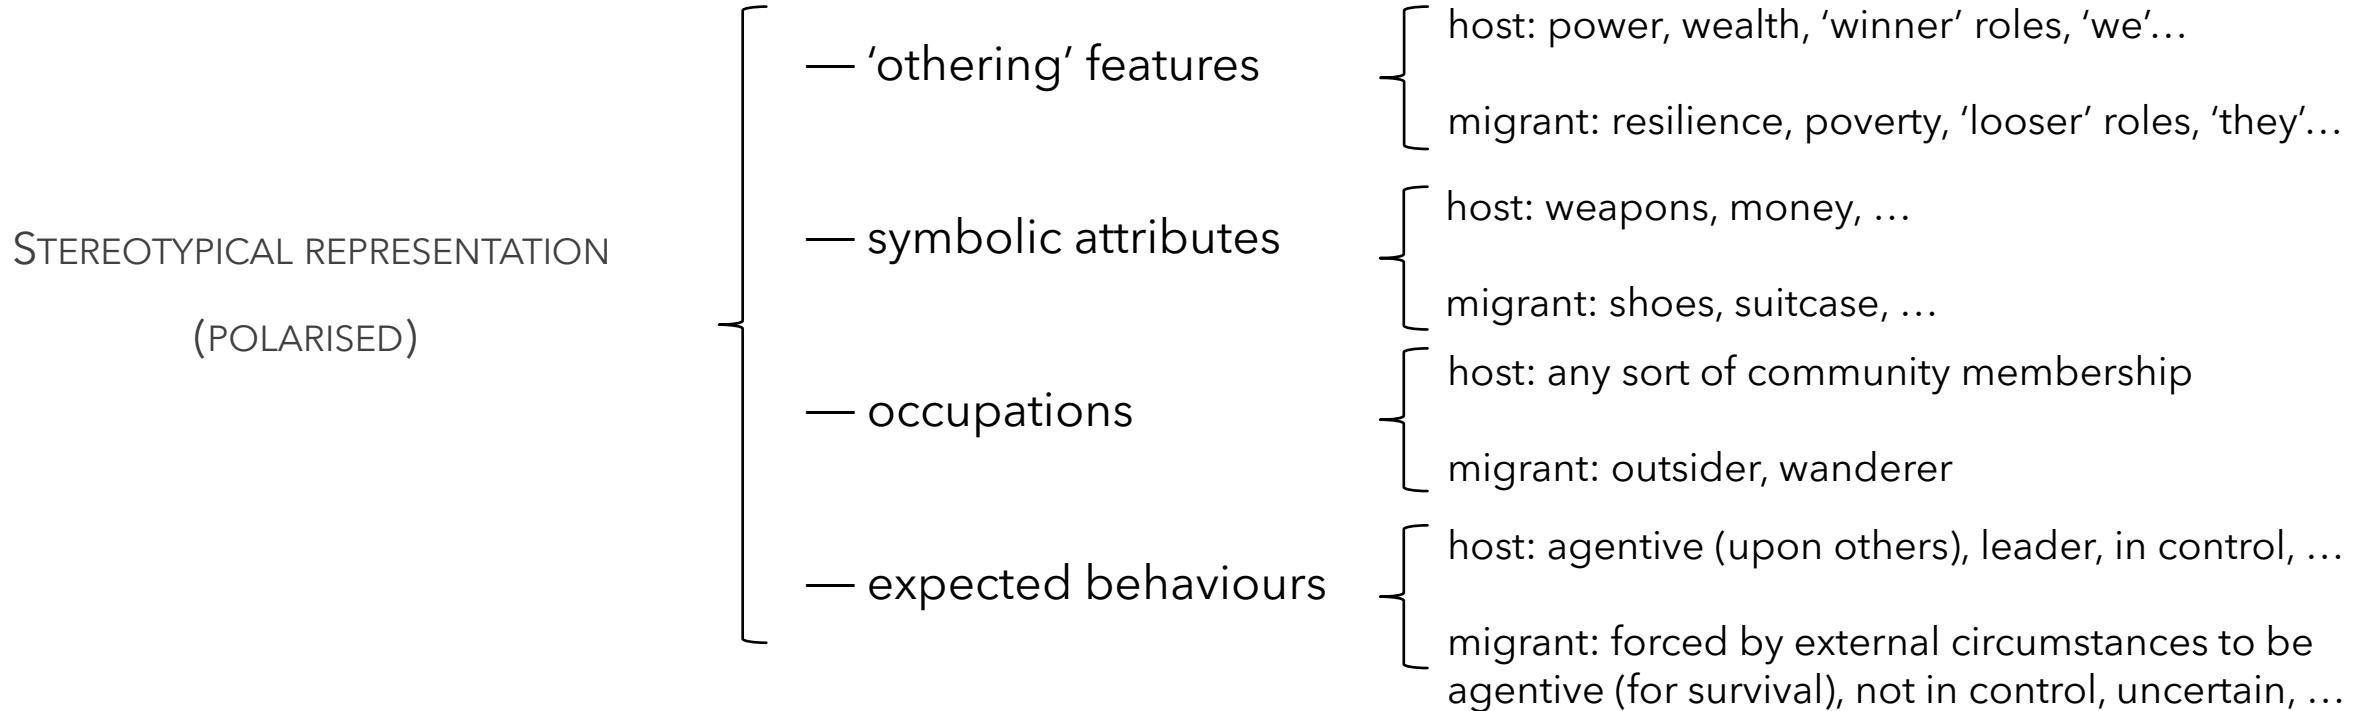 STEREOTYPICAL REPRESENTATION
(POLARISED)
— ‘othering’ features
host: power, wealth, ‘winner’ roles, ‘we’…
migrant: resilience, poverty, ‘looser’ roles, ‘they’…
— symbolic attributes
host: weapons, money, …
migrant: shoes, suitcase, …
— occupations
host: any sort of community membership
migrant: outsider, wanderer
— expected behaviours
host: agentive (upon others), leader, in control, …
migrant: forced by external circumstances to be
agentive (for survival), not in control, uncertain, …